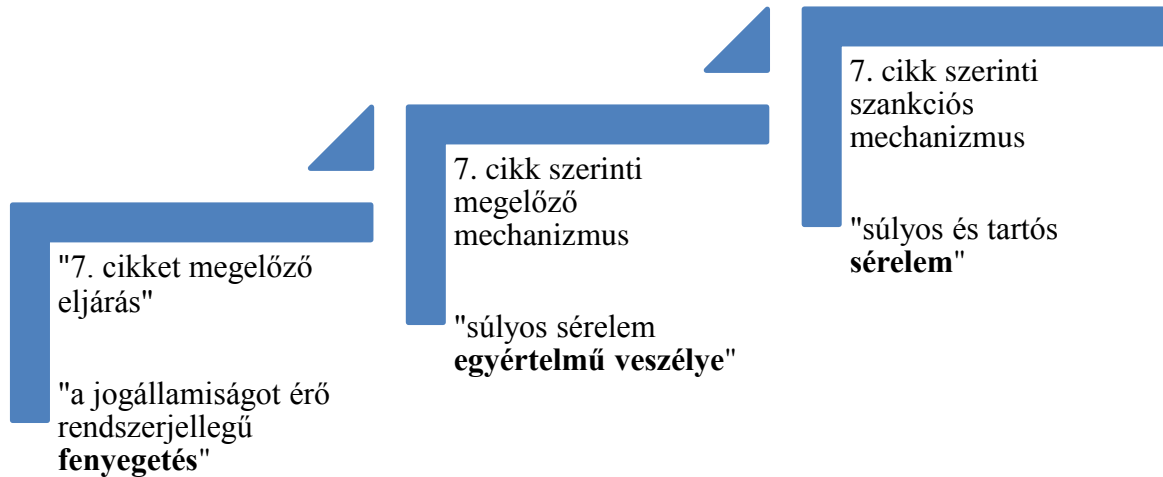 "7. cikket megelőző
eljárás"
"a jogállamiságot érő
rendszerjellegű
fenyegetés"
7. cikk szerinti
megelőző
mechanizmus
"súlyos sérelem
egyértelmű veszélye"
7. cikk szerinti
szankciós
mechanizmus
"súlyos és tartós
sérelem"